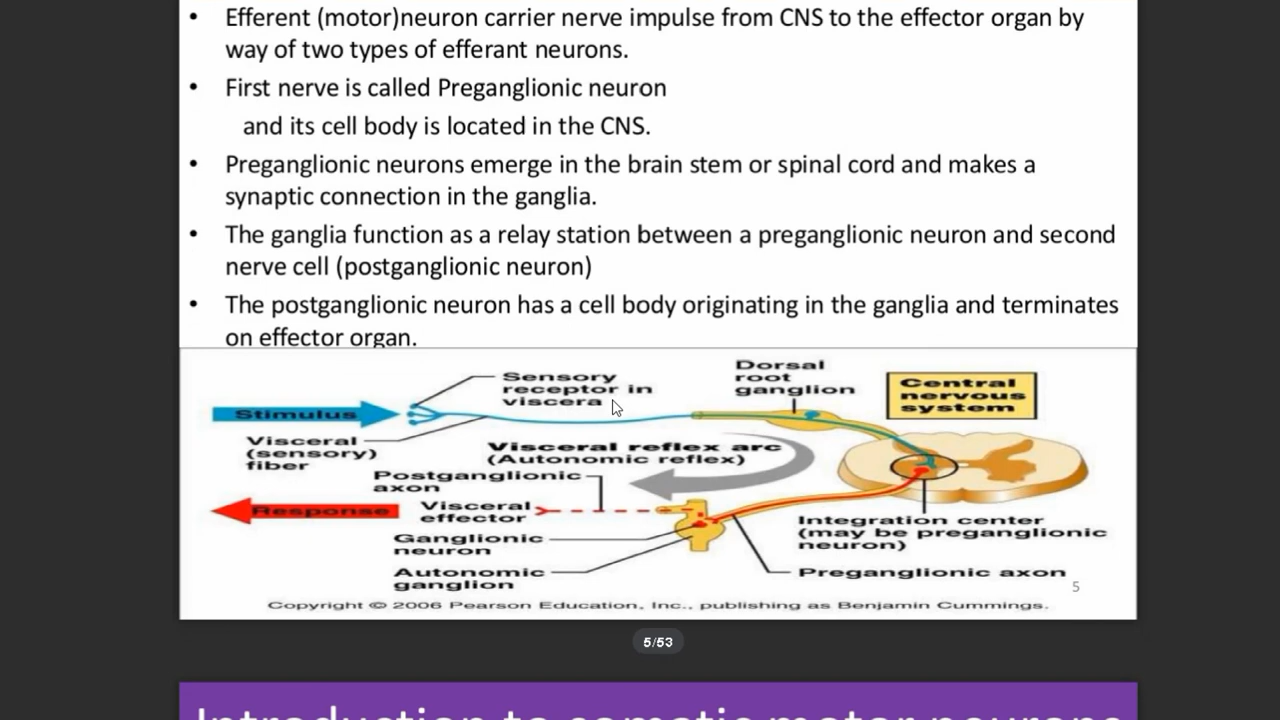 • Efferent (motor)neuron carrier nerve impulse from CNS to the effector organ by
way of two types of efferant neurons.
• First nerve is called Preganglionic neuron
and its cell body is located in the CNS.
• Preganglionic neurons emerge in the brain stem or spinal cord and makes a
synaptic connection in the ganglia.
• The ganglia function as a relay station between a preganglionic neuron and second
nerve cell (postganglionic neuron)
• The postganglionic neuron has a cell body originating in the ganglia and terminates
on effector organ.
Stimulus
Sensory
receptor in
viscera
Dorsal
root
ganglion
Central
nervous
system
Visceral
(sensory)
fiber
Visceral reflex arc
(Autonomic reflex)
Postganglionic
axon
Response
Visceral
effector
Ganglionic
neuron
Autonomic
ganglion
Integration center
(may be preganglionic
neuron)
Preganglionic axon
5
Copyright © 2006 Pearson Education, Inc., publishing as Benjamin Cummings.
5/53
Introduction to somatic motor neurons